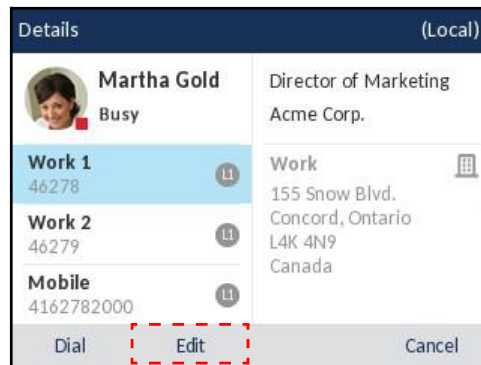 Details (Local)
Martha Gold
Busy
Director of Marketing
Acme Corp.
Work 1
46278
L1
Work 2
46279
L1
Mobile
4162782000
L1
Work
155 Snow Blvd.
Concord, Ontario
L4K 4N9
Canada
Dial Edit Cancel